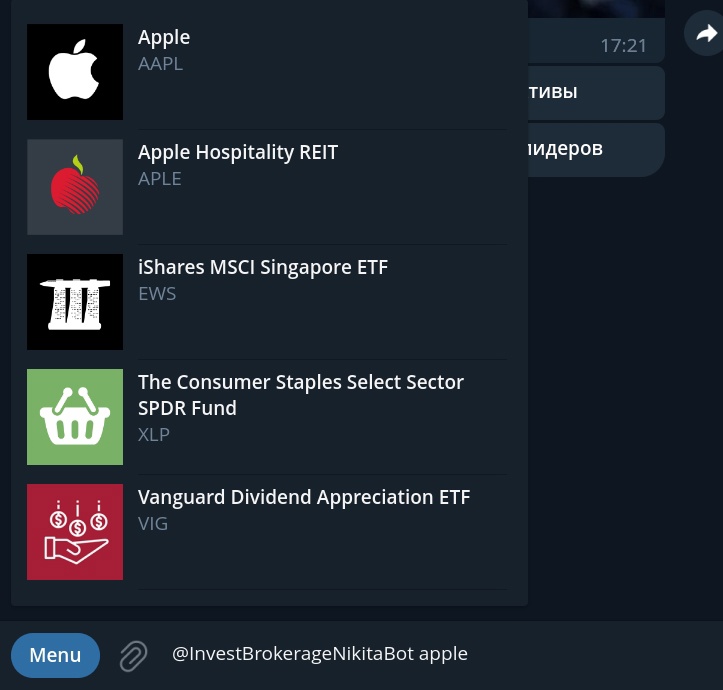 Apple
AAPL
17:21
тивы
Apple Hospitality REIT
APLE
лидеров
iShares MSCI Singapore ETF
EWS
The Consumer Staples Select Sector
SPDR Fund
XLP
Vanguard Dividend Appreciation ETF
VIG
Menu
@InvestBrokerageNikitaBot apple